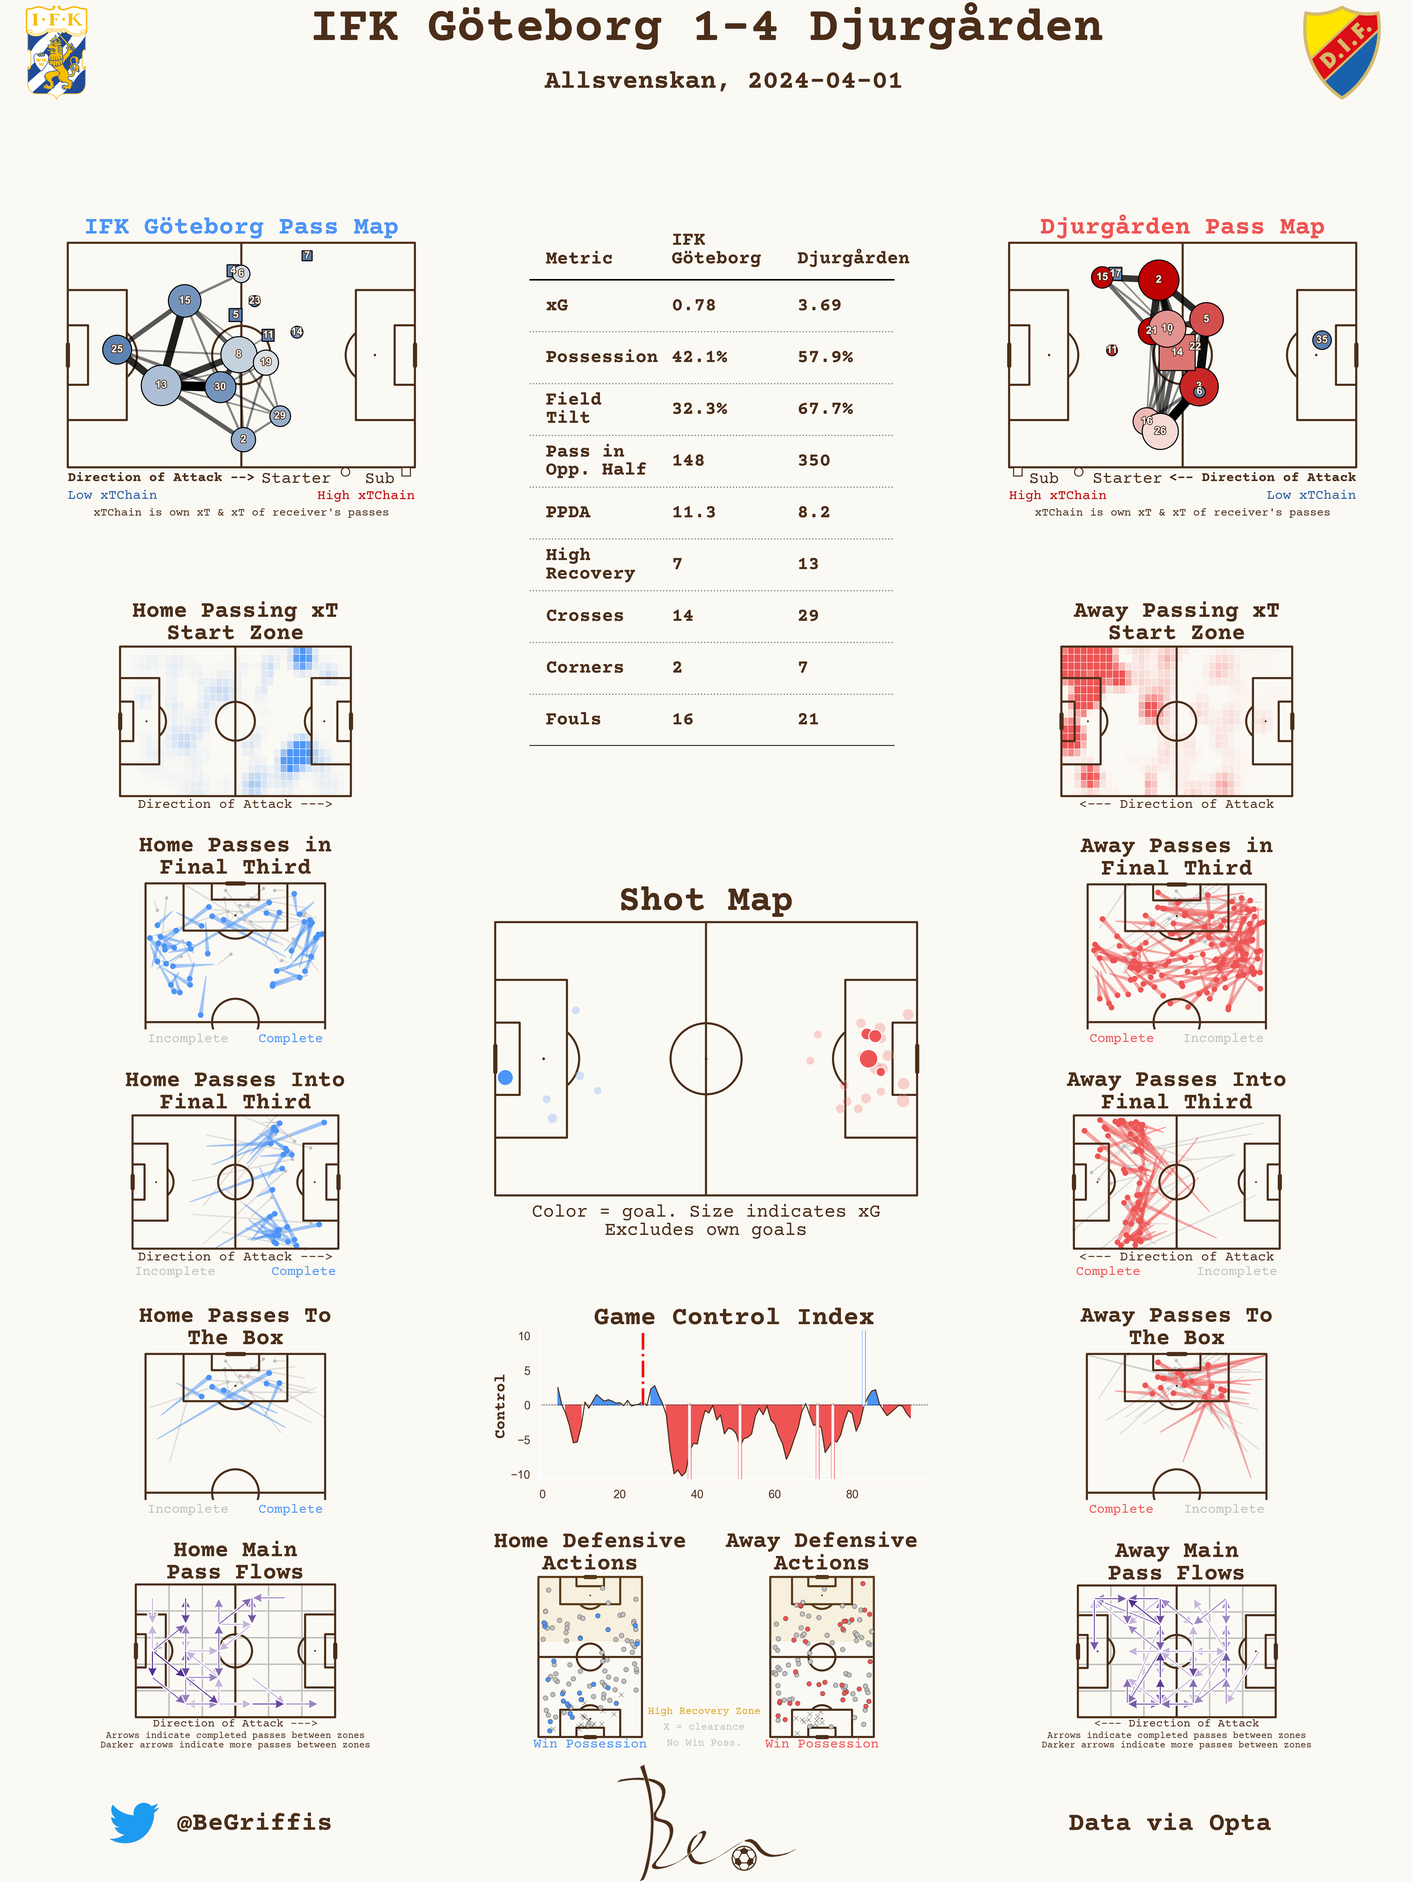 IFK Göteborg 1-4 Djurgården
Allsvenskan, 2024-04-01
I·F·K
D.I.F.
IFK Göteborg Pass Map
7
4
6
15
23
5
14
11
25
8
19
13
30
29
2
Direction of Attack --> Starter Sub
Low xTChain High xTChain
xTChain is own xT & xT of receiver's passes
Metric IFK Göteborg Djurgården
xG 0.78 3.69
Possession 42.1% 57.9%
Field Tilt 32.3% 67.7%
Pass in Opp. Half 148 350
PPDA 11.3 8.2
High Recovery 7 13
Crosses 14 29
Corners 2 7
Fouls 16 21
Djurgården Pass Map
15
17
2
5
21
10
35
11
14
22
3
6
16
26
Sub Starter <-- Direction of Attack
High xTChain Low xTChain
xTChain is own xT & xT of receiver's passes
Home Passing xT
Start Zone
Direction of Attack --->
Away Passing xT
Start Zone
<--- Direction of Attack
Home Passes in
Final Third
Incomplete Complete
Away Passes in
Final Third
Complete Incomplete
Shot Map
Color = goal. Size indicates xG
Excludes own goals
Home Passes Into
Final Third
Direction of Attack --->
Incomplete Complete
Away Passes Into
Final Third
<--- Direction of Attack
Complete Incomplete
Home Passes To
The Box
Incomplete Complete
Game Control Index
Control
10
5
0
−5
−10
0 20 40 60 80
Away Passes To
The Box
Complete Incomplete
Home Main
Pass Flows
Direction of Attack --->
Arrows indicate completed passes between zones
Darker arrows indicate more passes between zones
Home Defensive
Actions
Win Possession
High Recovery Zone
X = clearance
No Win Poss.
Away Defensive
Actions
Win Possession
Away Main
Pass Flows
<--- Direction of Attack
Arrows indicate completed passes between zones
Darker arrows indicate more passes between zones
@BeGriffis
Ben
Data via Opta